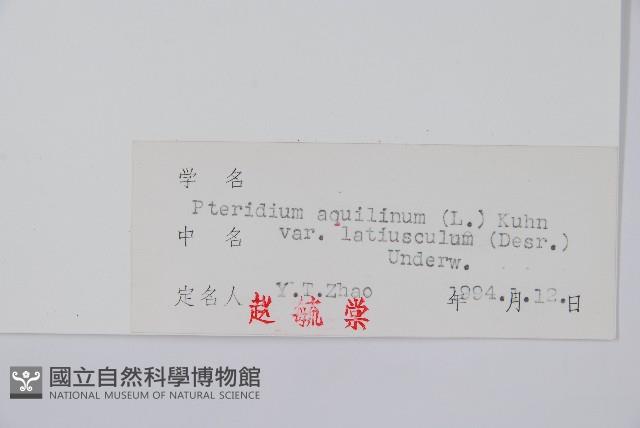 学 名
Pteridium aquilinum (L.) Kuhn
中 名 var. latiusculum (Desr.)
Underw.
定名人 Y.T.Zhao 1994.1.12.
年 月 日
赵 毓 棠
國立自然科學博物館
NATIONAL MUSEUM OF NATURAL SCIENCE